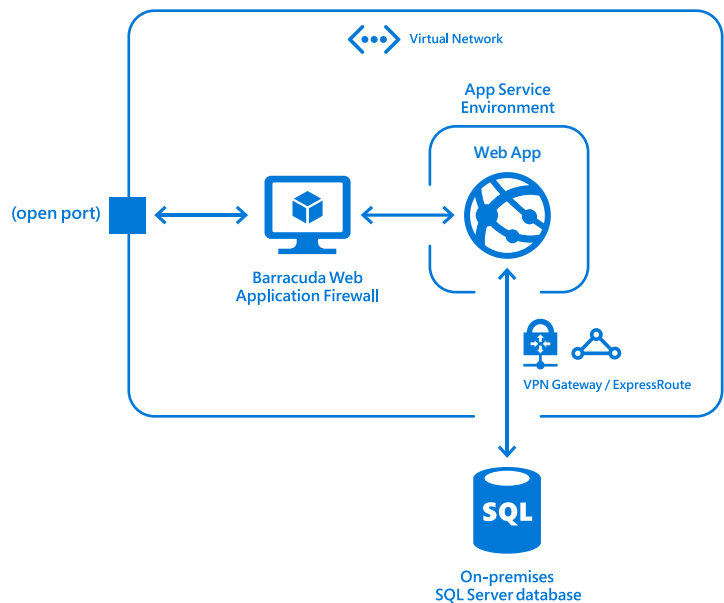 Virtual Network
App Service
Environment
Web App
(open port)
Barracuda Web
Application Firewall
VPN Gateway / ExpressRoute
SQL
On-premises
SQL Server database